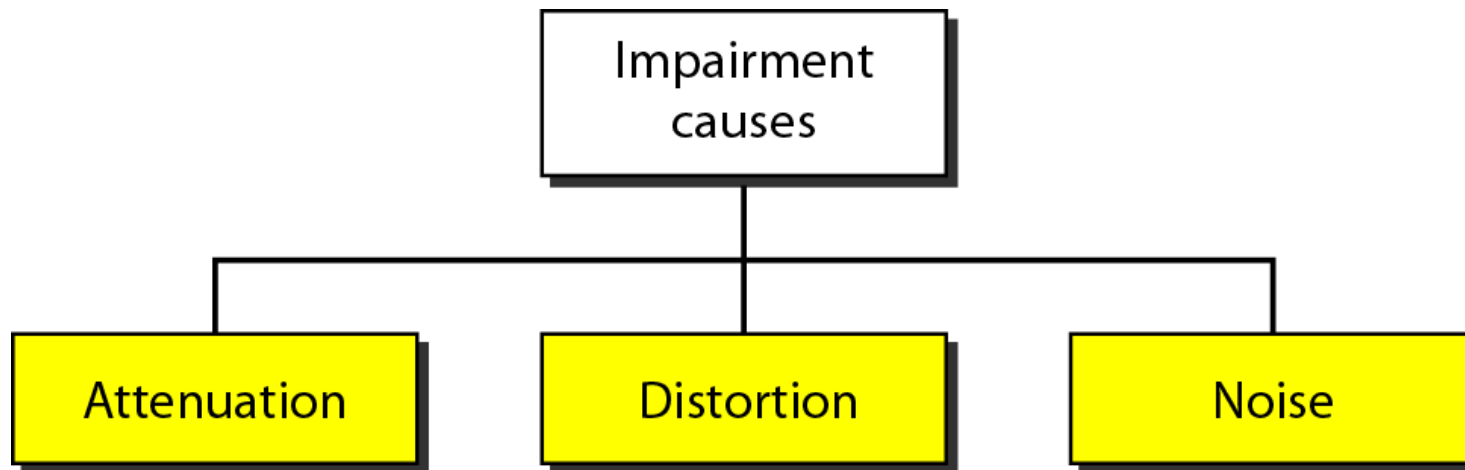 Impairment
causes
Attenuation
Distortion
Noise